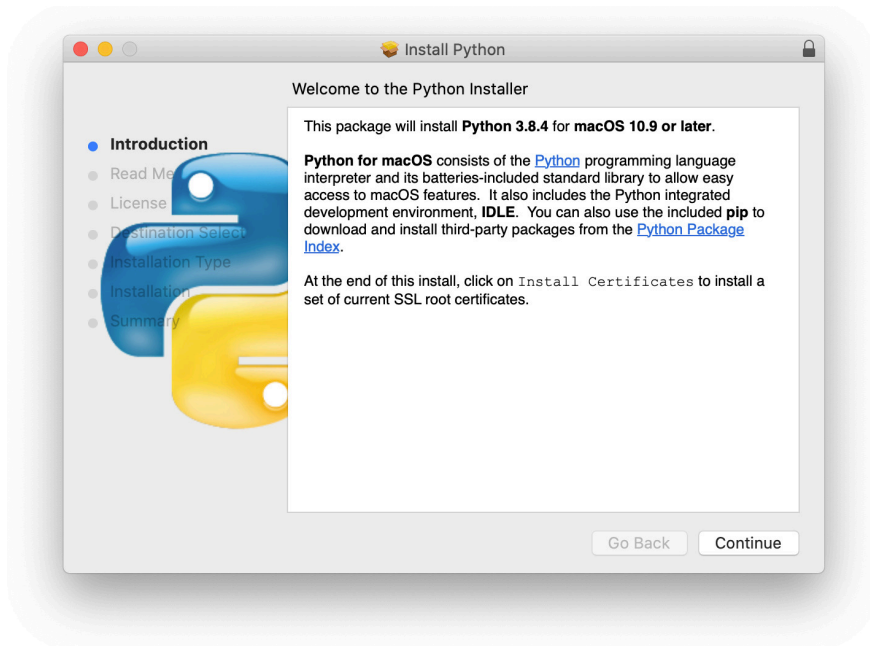 Install Python
Welcome to the Python Installer
Introduction
Read Me
License
Destination Select
Installation Type
Installation
Summary
This package will install Python 3.8.4 for macOS 10.9 or later.
Python for macOS consists of the Python programming language
interpreter and its batteries-included standard library to allow easy
access to macOS features.  It also includes the Python integrated
development environment, IDLE.  You can also use the included pip to
download and install third-party packages from the Python Package
Index.
At the end of this install, click on Install Certificates to install a
set of current SSL root certificates.
Go Back
Continue